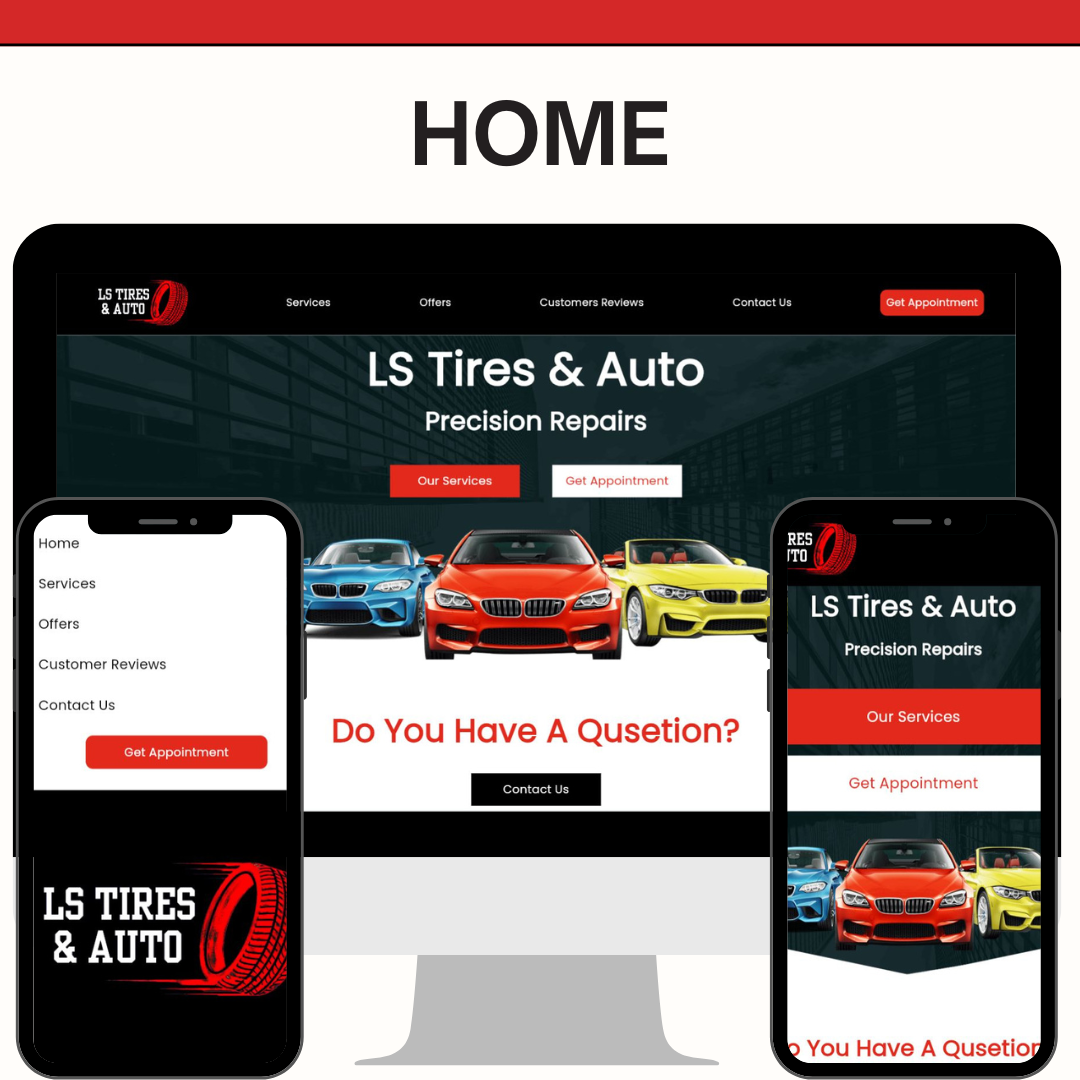 HOME
LS TIRES
& AUTO
Services
Offers
Customers Reviews
Contact Us
Get Appointment
LS Tires & Auto
Precision Repairs
Our Services
Get Appointment
Do You Have A Qusetion?
Contact Us
Home
Services
Offers
Customer Reviews
Contact Us
Get Appointment
LS TIRES
& AUTO
RES
UTO
LS Tires & Auto
Precision Repairs
Our Services
Get Appointment
o You Have A Qusetion